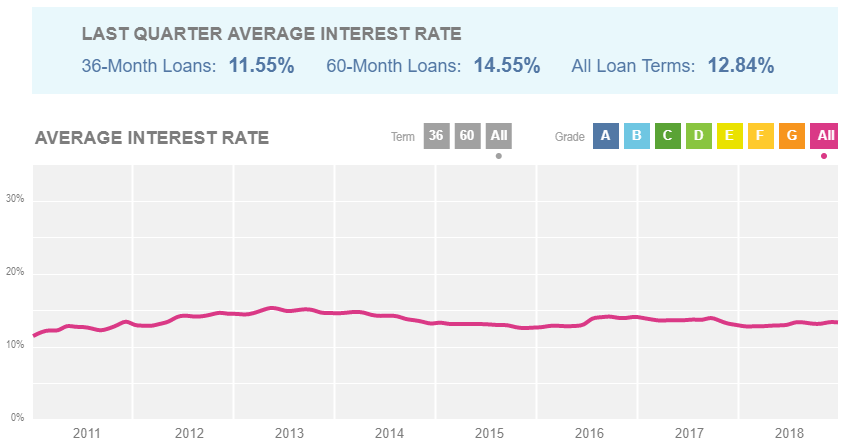 LAST QUARTER AVERAGE INTEREST RATE
36-Month Loans: 11.55% 60-Month Loans: 14.55% All Loan Terms: 12.84%
AVERAGE INTEREST RATE Term 36 60 All Grade A B C D E F G All
30%
20%
10%
0%
2011 2012 2013 2014 2015 2016 2017 2018